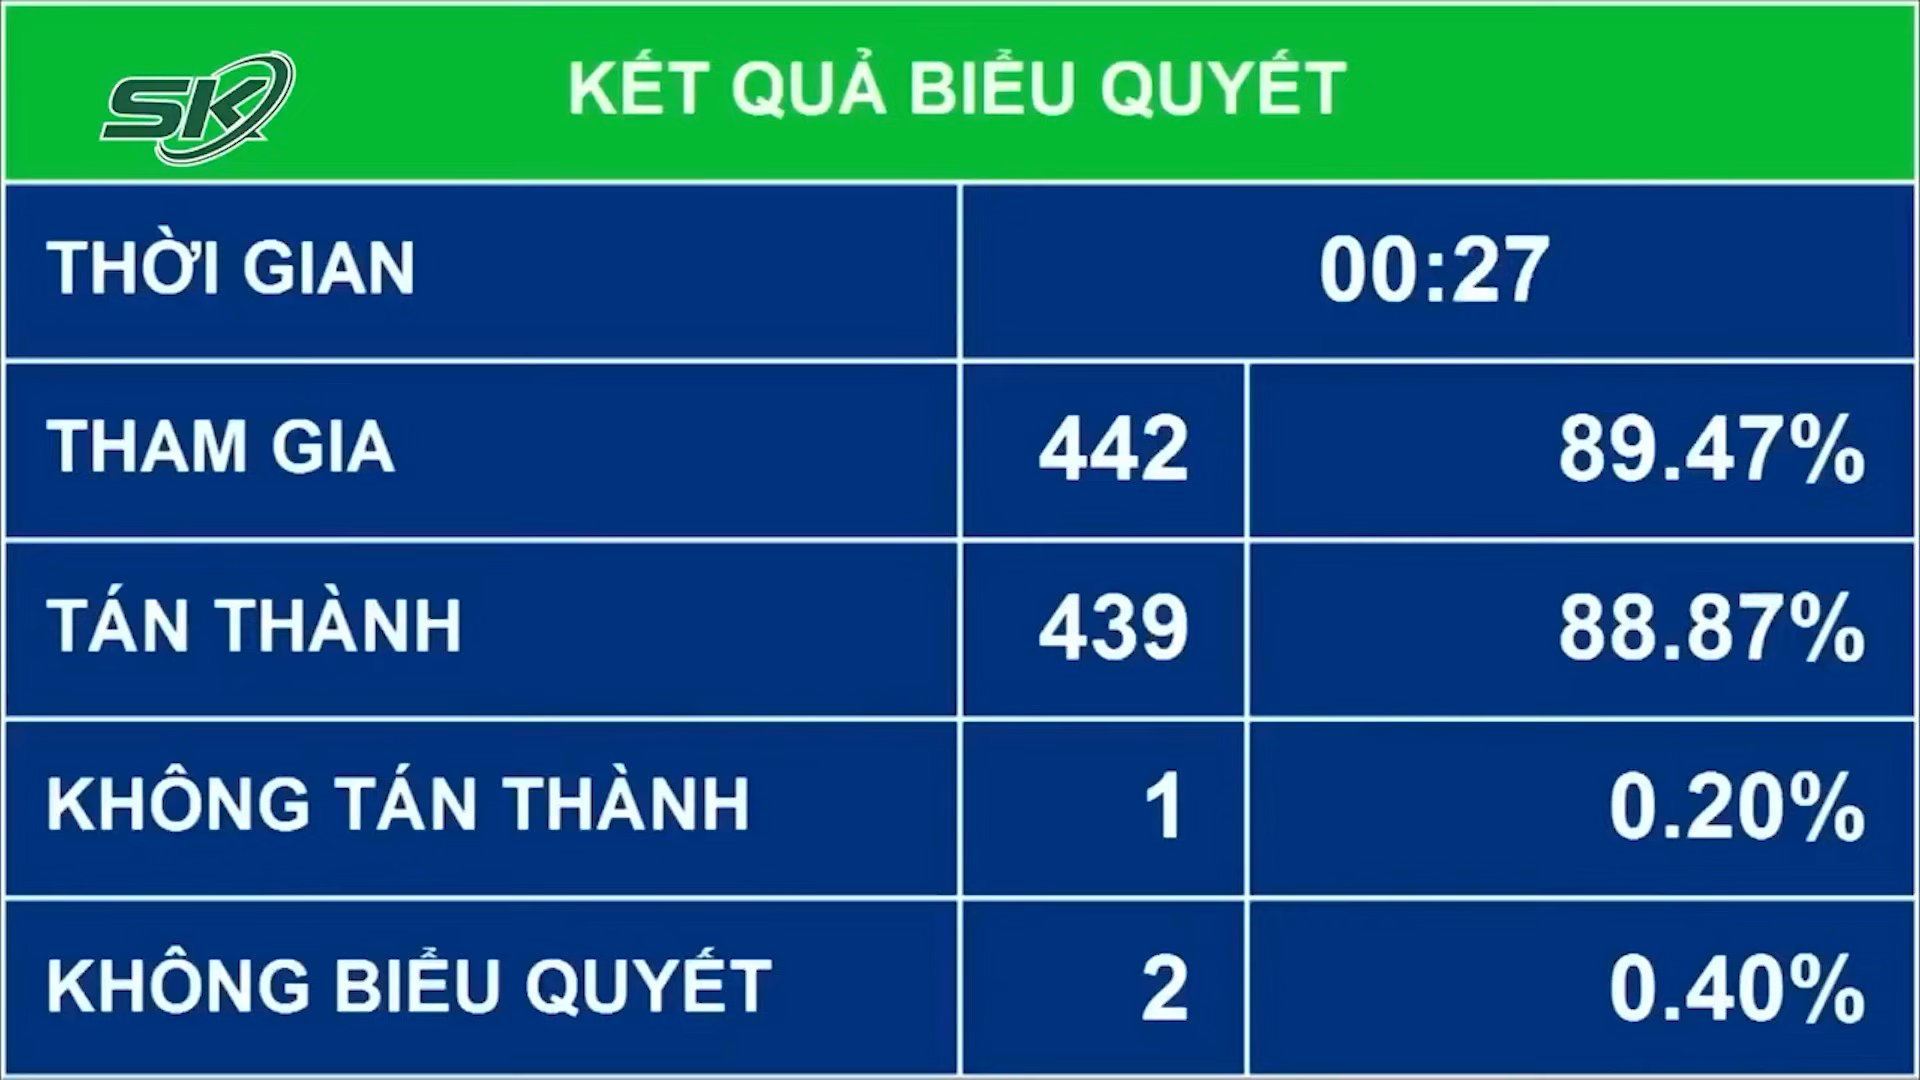 SK
KẾT QUẢ BIỂU QUYẾT
THỜI GIAN 00:27
THAM GIA 442 89.47%
TÁN THÀNH 439 88.87%
KHÔNG TÁN THÀNH 1 0.20%
KHÔNG BIỂU QUYẾT 2 0.40%